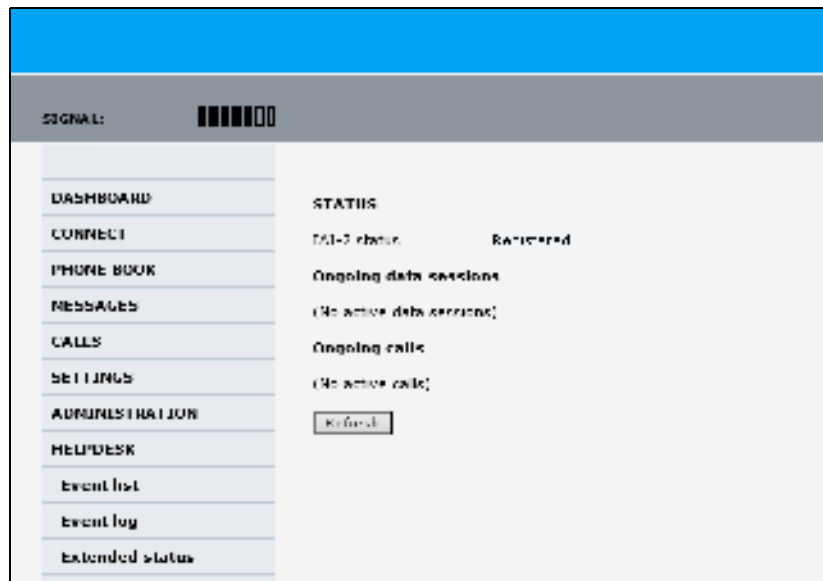 SIGNAL:
DASHBOARD
CONNECT
PHONE BOOK
MESSAGES
CALLS
SETTINGS
ADMINISTRATION
HELPDESK
Event list
Event log
Extended status
STATUS
status Registered
Ongoing data sessions
(No active data sessions)
Ongoing calls
(No active calls)
Refresh